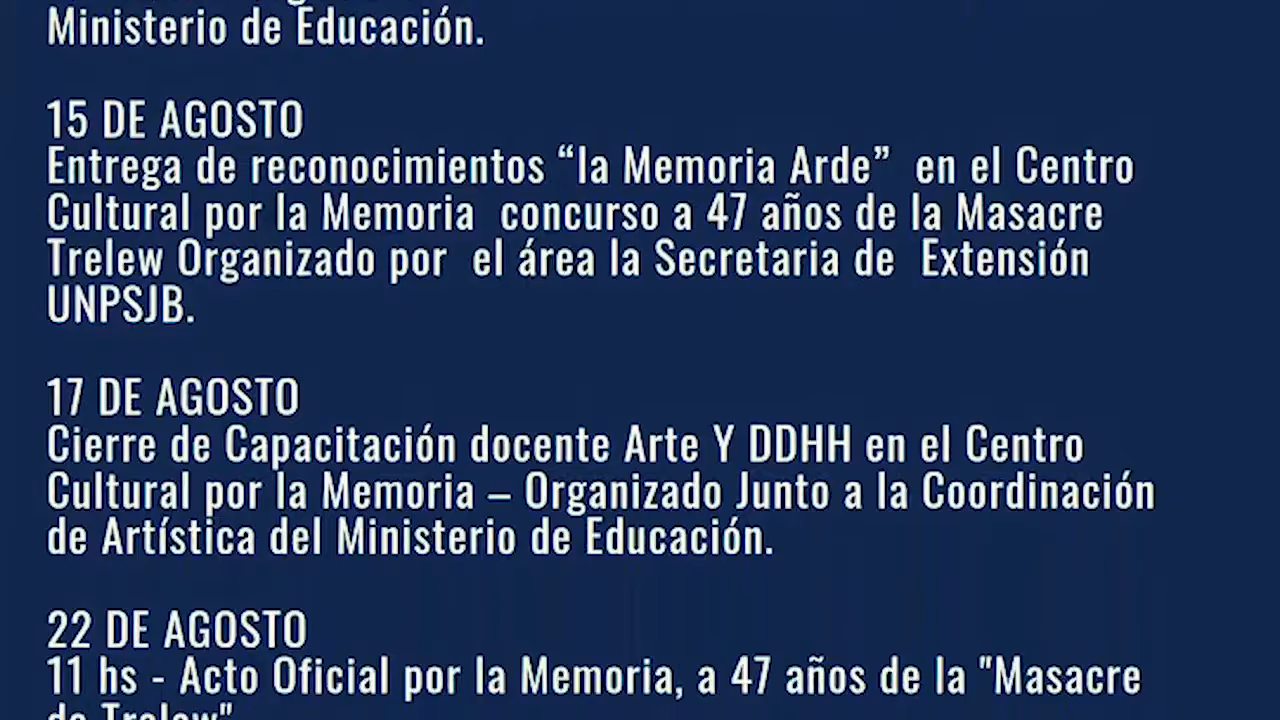 Ministerio de Educación.
15 DE AGOSTO
Entrega de reconocimientos “la Memoria Arde” en el Centro
Cultural por la Memoria concurso a 47 años de la Masacre
Trelew Organizado por el área la Secretaria de Extensión
UNPSJB.
17 DE AGOSTO
Cierre de Capacitación docente Arte Y DDHH en el Centro
Cultural por la Memoria – Organizado Junto a la Coordinación
de Artística del Ministerio de Educación.
22 DE AGOSTO
11 hs - Acto Oficial por la Memoria, a 47 años de la "Masacre
de Trelew"